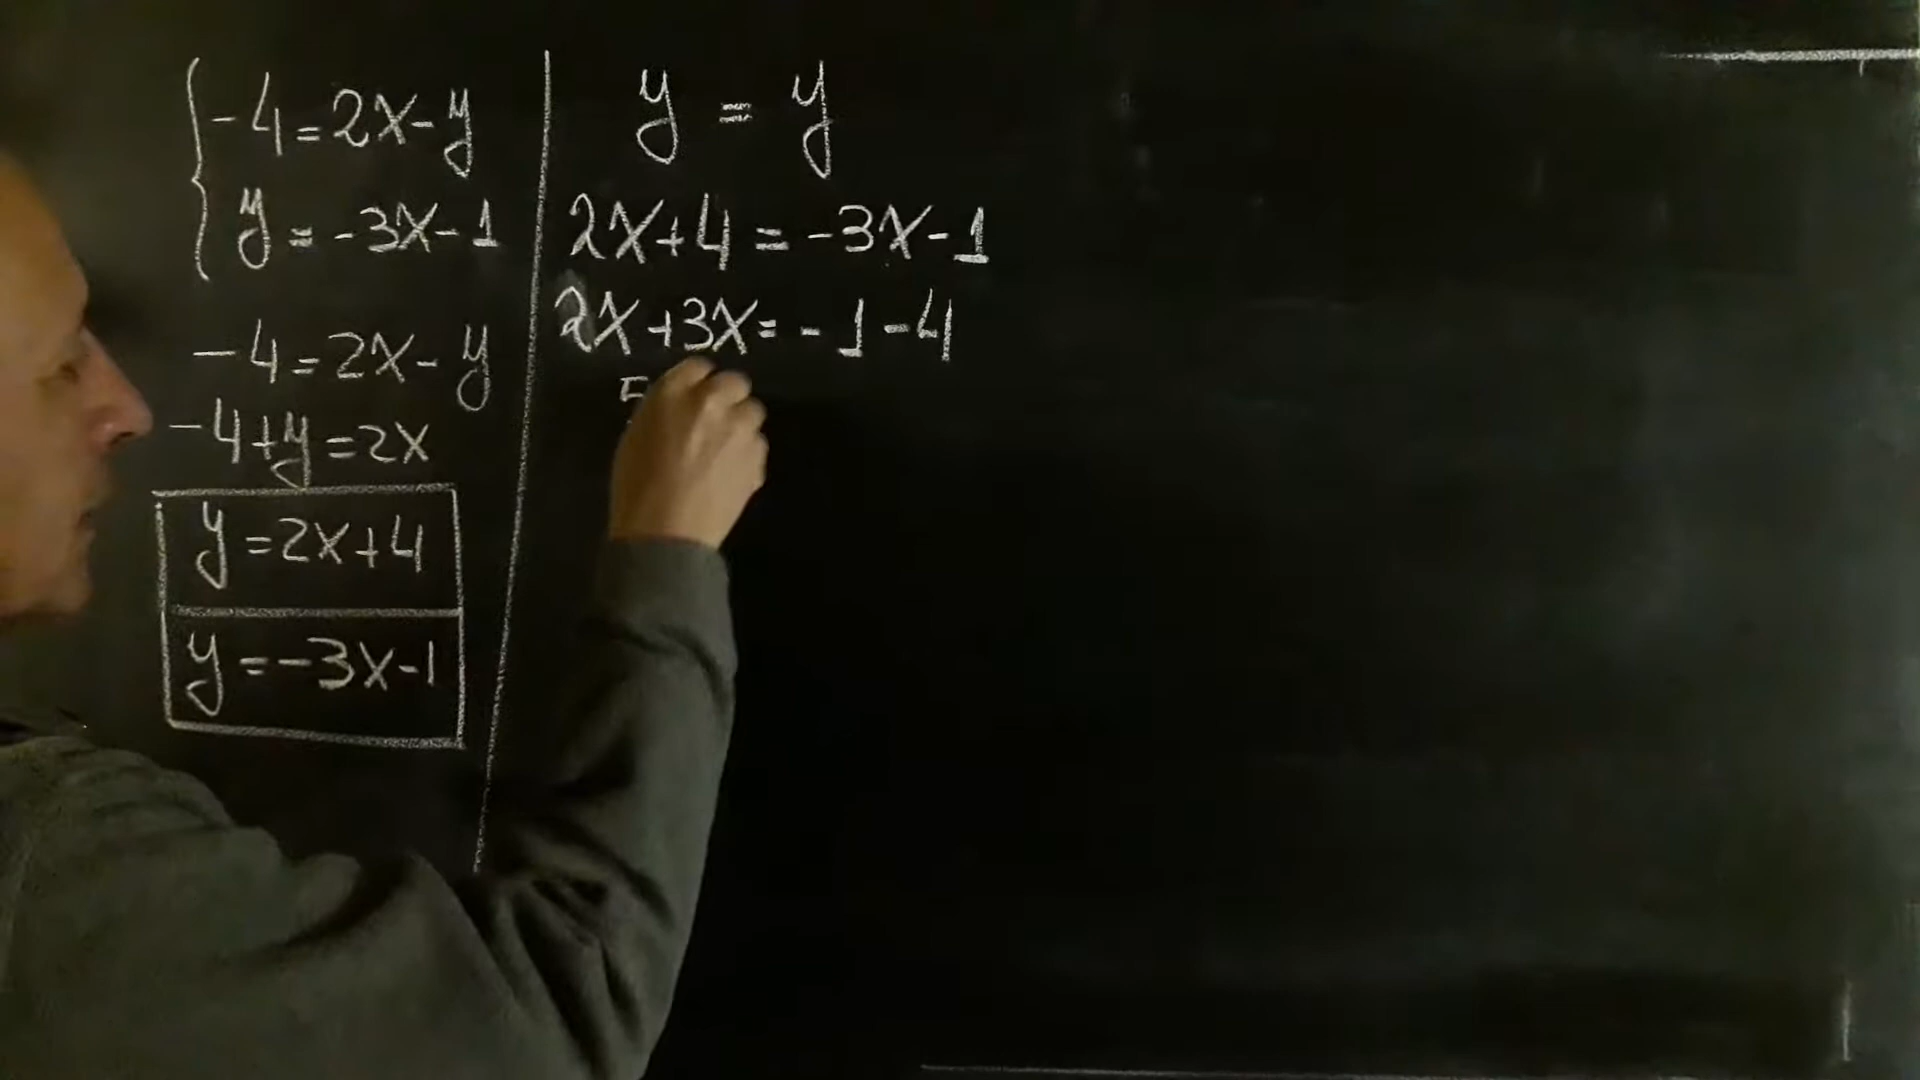 -4=2x-y
y=-3x-1
-4=2x-y
-4+y=2x
y=2x+4
y=-3x-1
y=y
2x+4=-3x-1
2x+3x=-1-4
5